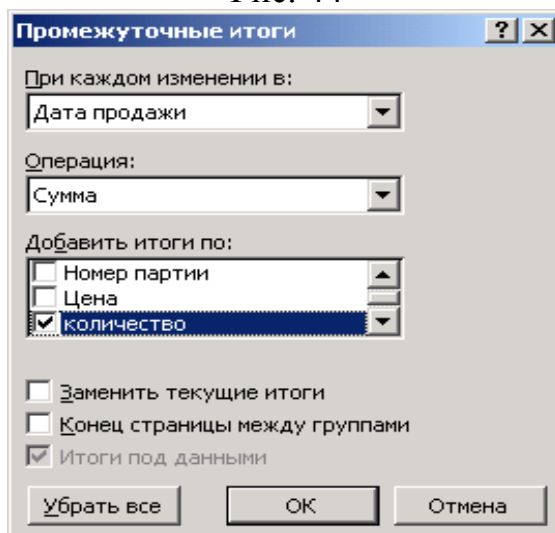 Промежуточные итоги
При каждом изменении в:
Дата продажи
Операция:
Сумма
Добавить итоги по:
Номер партии
Цена
количество
Заменить текущие итоги
Конец страницы между группами
Итоги под данными
Убрать все ОК Отмена